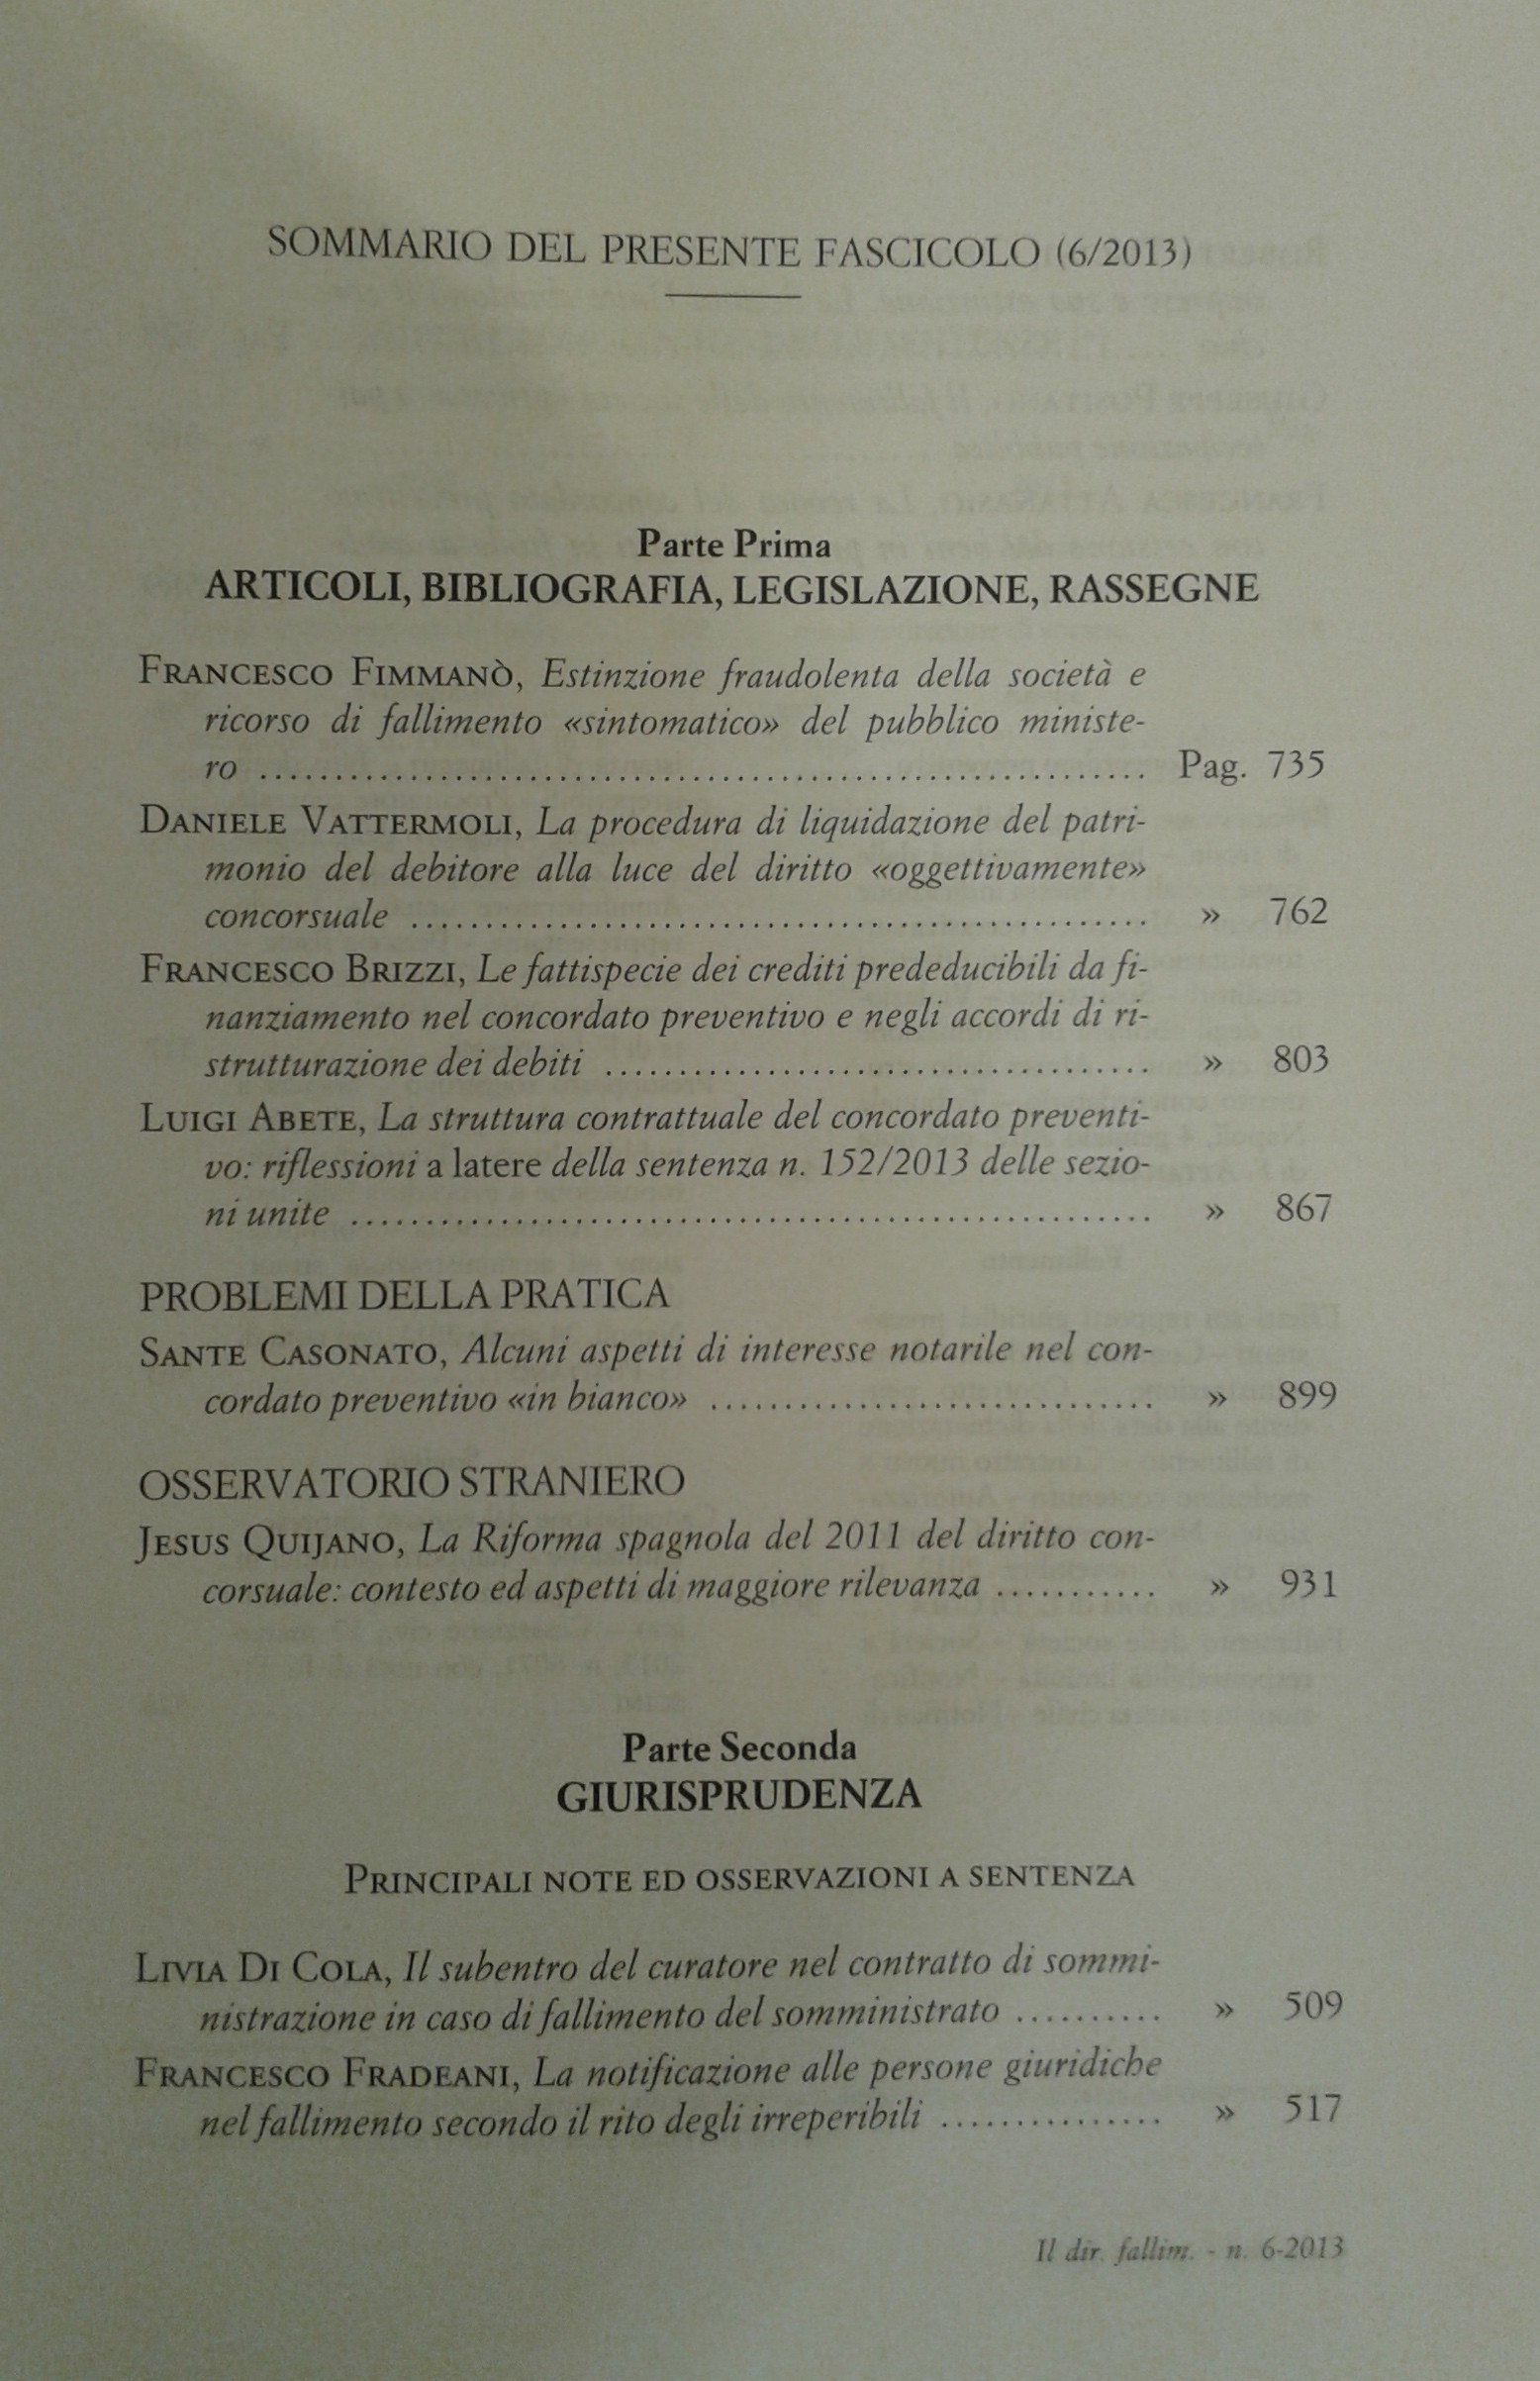 SOMMARIO DEL PRESENTE FASCICOLO (6/2013)
Parte Prima
ARTICOLI, BIBLIOGRAFIA, LEGISLAZIONE, RASSEGNE
FRANCESCO FIMMANÒ, Estinzione fraudolenta della società e
ricorso di fallimento «sintomatico» del pubblico ministe-
ro ............................................................ Pag. 735
DANIELE VATTERMOLI, La procedura di liquidazione del patri-
monio del debitore alla luce del diritto «oggettivamente»
concorsuale .................................................. » 762
FRANCESCO BRIZZI, Le fattispecie dei crediti prededucibili da fi-
nanziamento nel concordato preventivo e negli accordi di ri-
strutturazione dei debiti ..................................... » 803
LUIGI ABETE, La struttura contrattuale del concordato preventi-
vo: riflessioni a latere della sentenza n. 152/2013 delle sezio-
ni unite ...................................................... » 867
PROBLEMI DELLA PRATICA
SANTE CASONATO, Alcuni aspetti di interesse notarile nel con-
cordato preventivo «in bianco» .............................. » 899
OSSERVATORIO STRANIERO
JESUS QUIJANO, La Riforma spagnola del 2011 del diritto con-
corsuale: contesto ed aspetti di maggiore rilevanza ........... » 931
Parte Seconda
GIURISPRUDENZA
PRINCIPALI NOTE ED OSSERVAZIONI A SENTENZA
LIVIA DI COLA, Il subentro del curatore nel contratto di sommi-
nistrazione in caso di fallimento del somministrato .......... » 509
FRANCESCO FRADEANI, La notificazione alle persone giuridiche
nel fallimento secondo il rito degli irreperibili ............... » 517
Il dir. fallim. - n. 6-2013